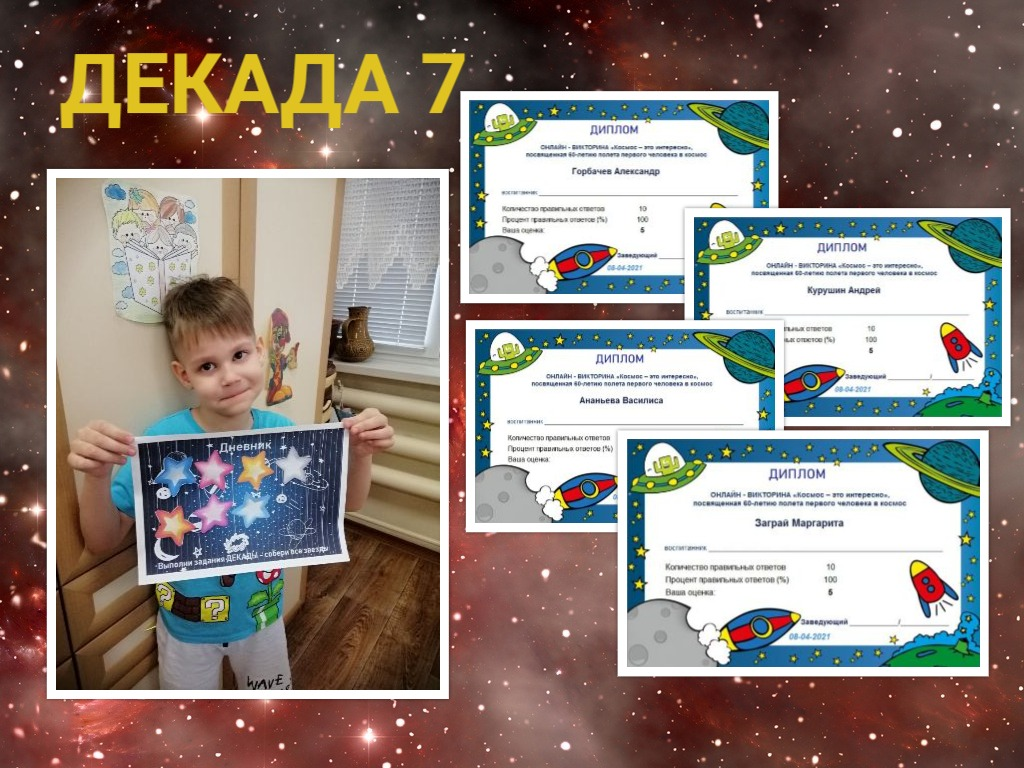 ДЕКАДА 7
Дневник
Выполни задания ДЕКАДЫ - собери все звезды
WAVE
ДИПЛОМ
ОНЛАЙН - ВИКТОРИНА «Космос – это интересно»,
посвященная 60-летию полета первого человека в космос
Горбачев Александр
воспитанник
Количество правильных ответов 10
Процент правильных ответов (%) 100
Ваша оценка: 5
Заведующий
08-04-2021
ДИПЛОМ
ОНЛАЙН - ВИКТОРИНА «Космос – это интересно»,
посвященная 60-летию полета первого человека в космос
Курушин Андрей
воспитанник
ответов 10
ответов (%) 100
5
Заведующий /
08-04-2021
ДИПЛОМ
ОНЛАЙН - ВИКТОРИНА «Космос – это интересно»,
посвященная 60-летию полета первого человека в космос
Ананьева Василиса
воспитанник
Количество правильных ответов
Процент правильных ответов (%)
Ваша оценка:
ДИПЛОМ
ОНЛАЙН - ВИКТОРИНА «Космос – это интересно»,
посвященная 60-летию полета первого человека в космос
Заграй Маргарита
воспитанник
Количество правильных ответов 10
Процент правильных ответов (%) 100
Ваша оценка: 5
Заведующий /
08-04-2021